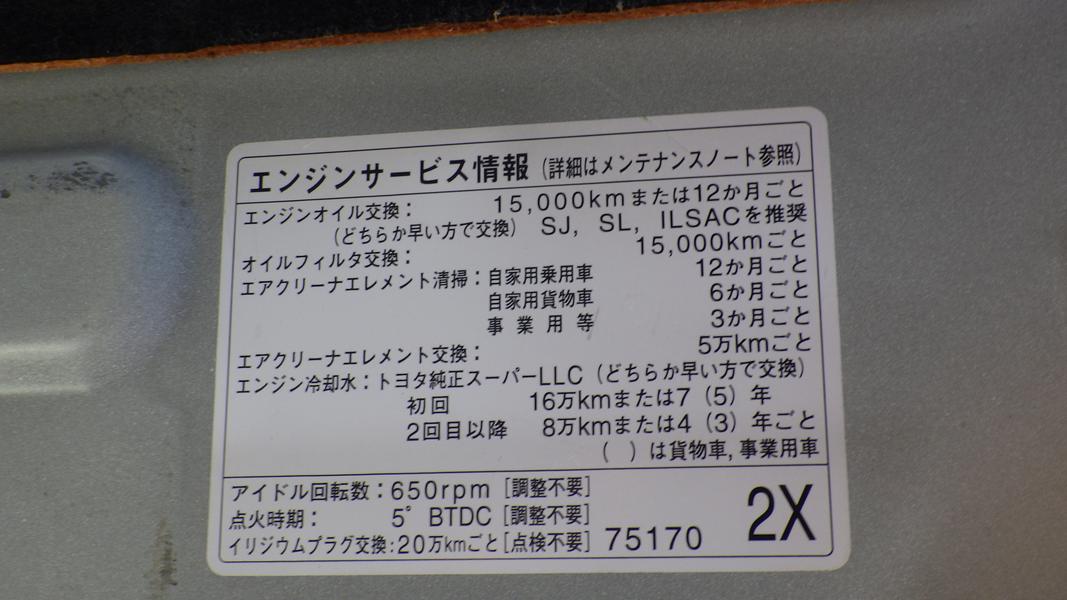 エンジンサービス情報（詳細はメンテナンスノート参照）
エンジンオイル交換： 15,000kmまたは12か月ごと
（どちらか早い方で交換） SJ, SL, ILSACを推奨
オイルフィルタ交換： 15,000kmごと
エアクリーナエレメント清掃：自家用乗用車 12か月ごと
自家用貨物車 6か月ごと
事業用等 3か月ごと
エアクリーナエレメント交換： 5万kmごと
エンジン冷却水：トヨタ純正スーパーLLC（どちらか早い方で交換）
初回 16万kmまたは7（5）年
2回目以降 8万kmまたは4（3）年ごと
（ ）は貨物車,事業用車
アイドル回転数：650rpm［調整不要］
点火時期： 5° BTDC［調整不要］
イリジウムプラグ交換：20万kmごと［点検不要］ 75170 2X